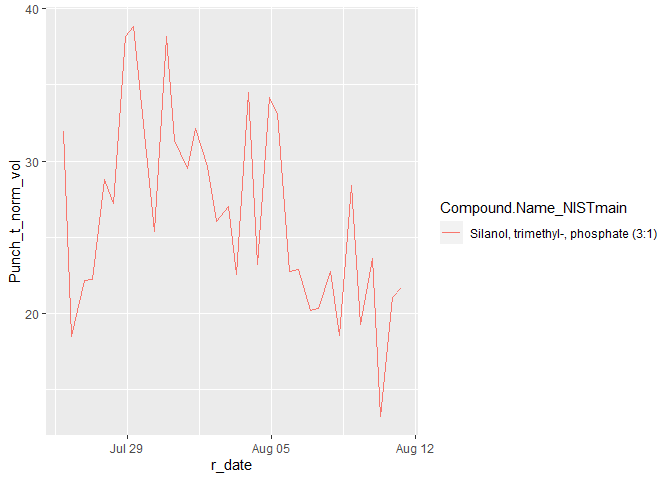 40
30
20
Punch_t_norm_vol
Jul 29
Aug 05
Aug 12
r_date
Compound.Name_NISTmain
Silanol, trimethyl-, phosphate (3:1)